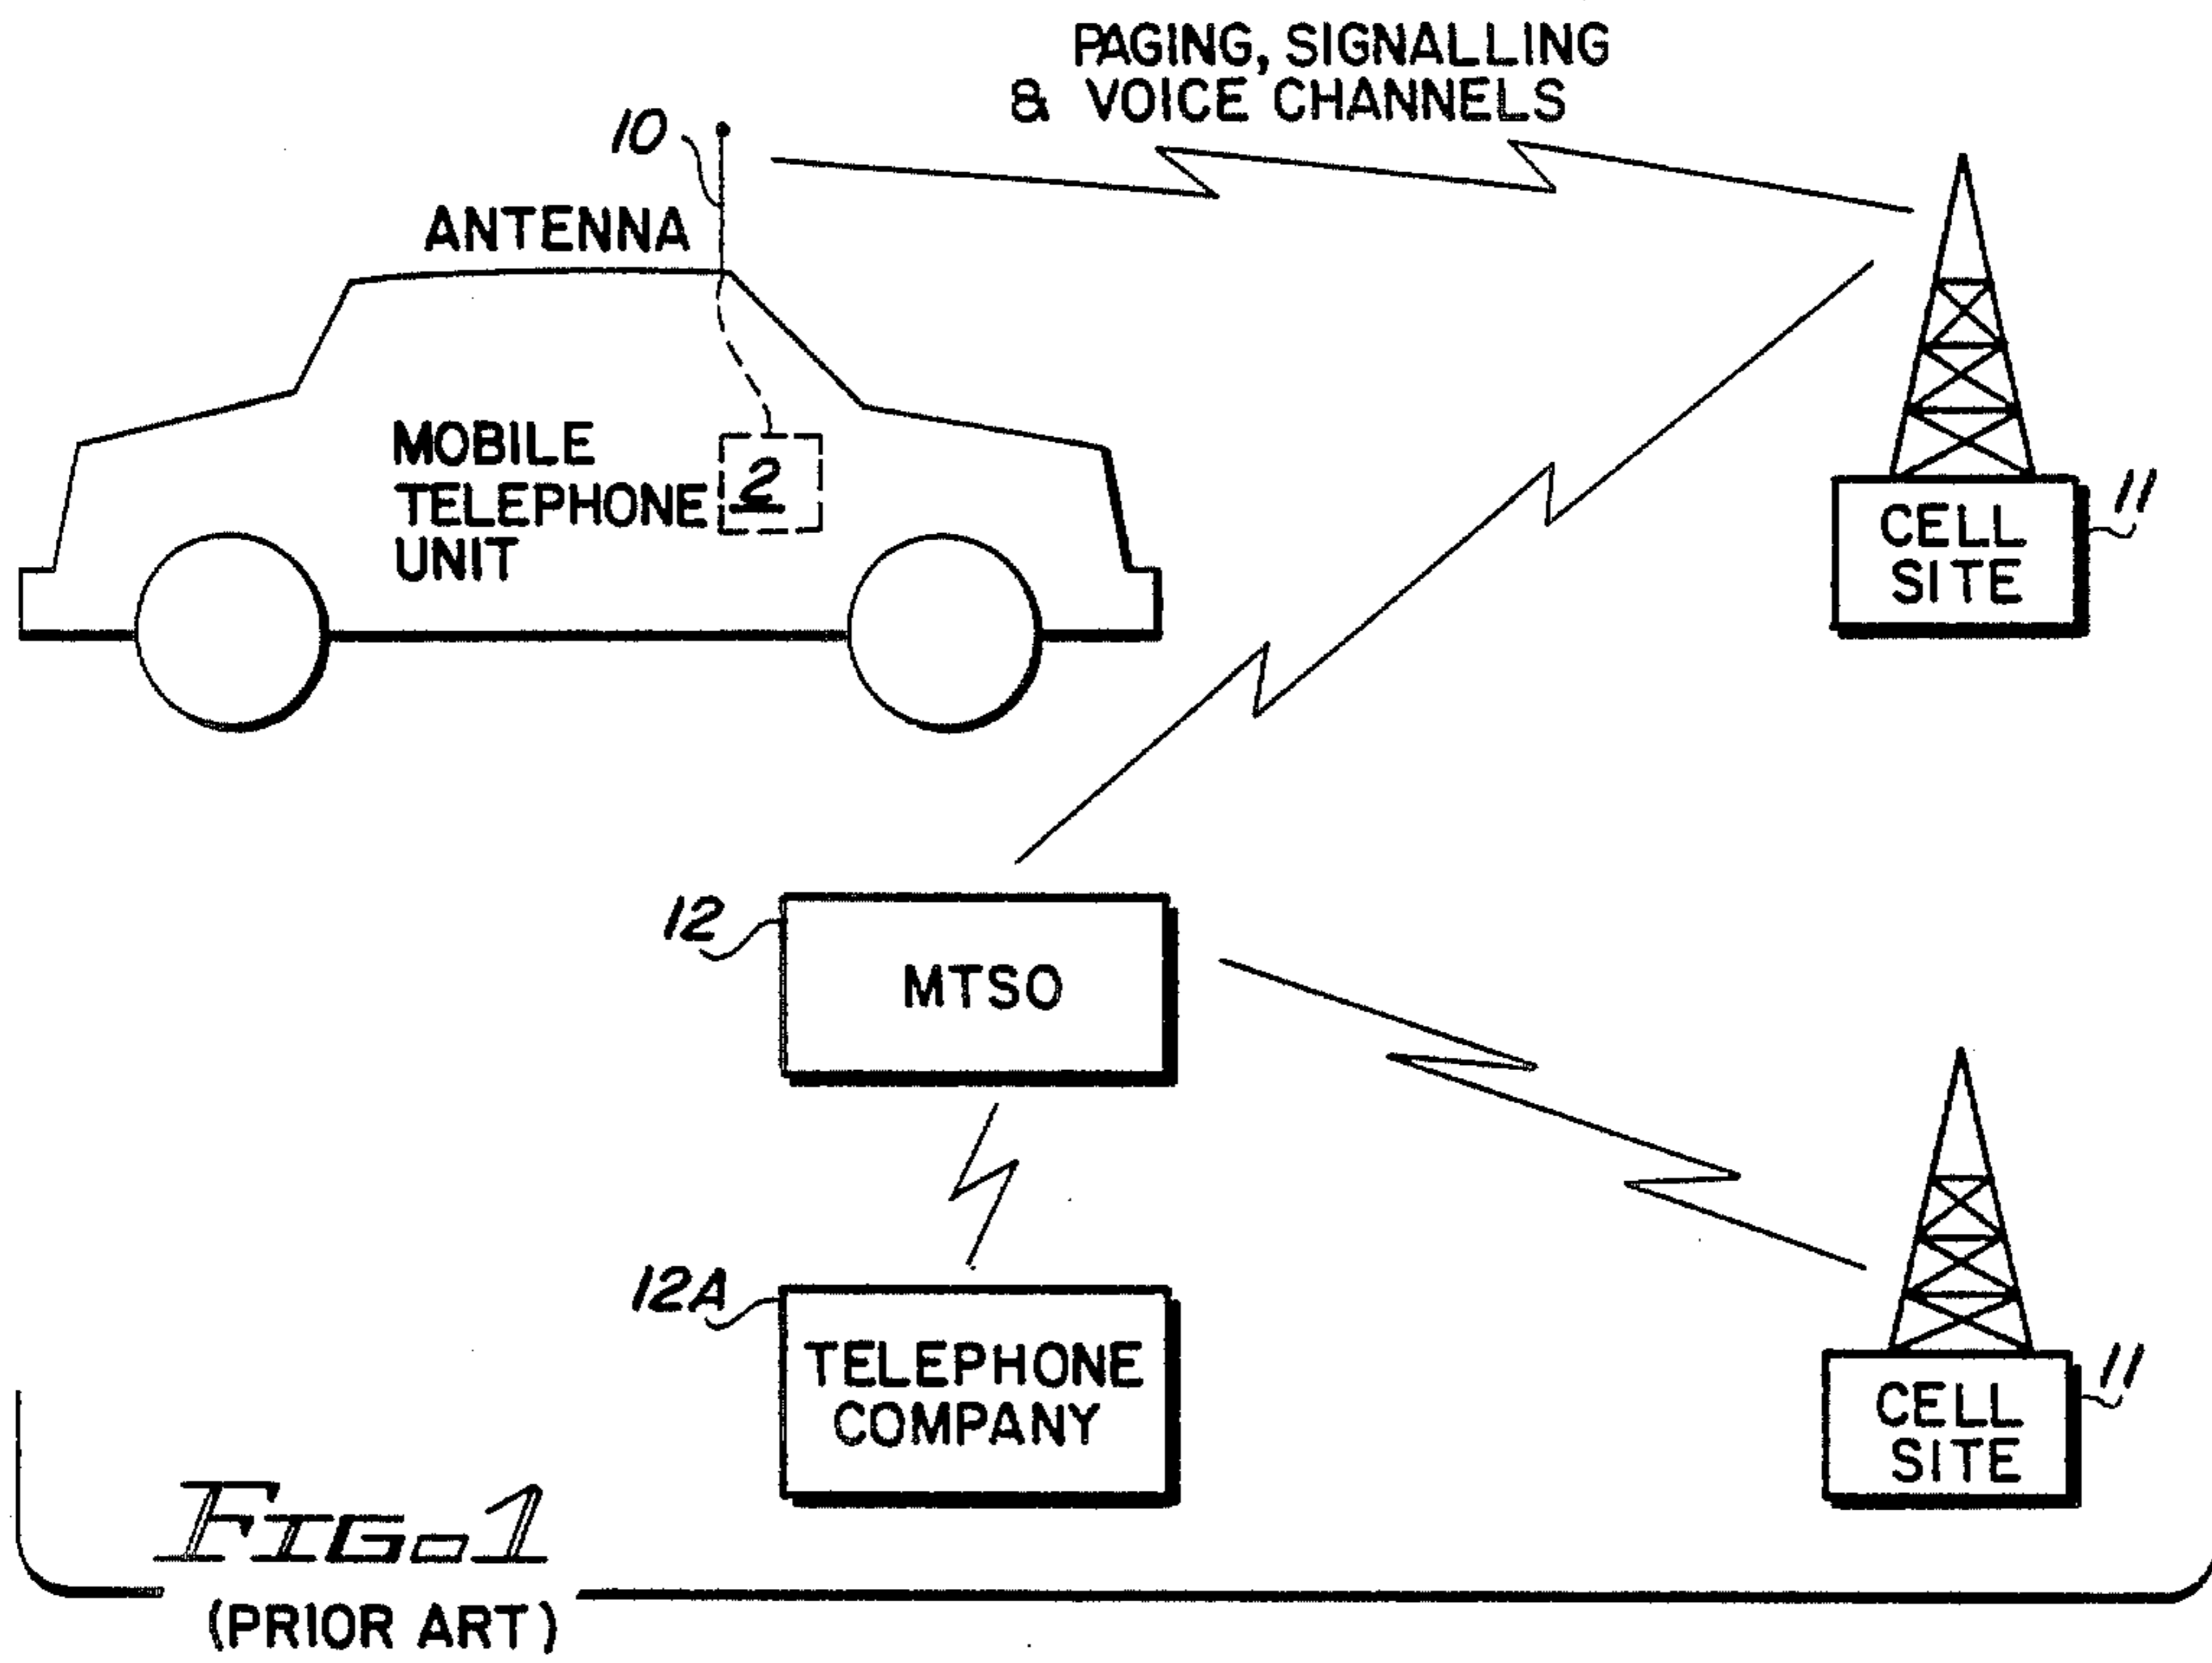 PAGING, SIGNALLING
& VOICE CHANNELS
10
ANTENNA
MOBILE
TELEPHONE
UNIT
2
11
CELL
SITE
12
MTSO
12A
TELEPHONE
COMPANY
11
CELL
SITE
FIG. 1
(PRIOR ART)